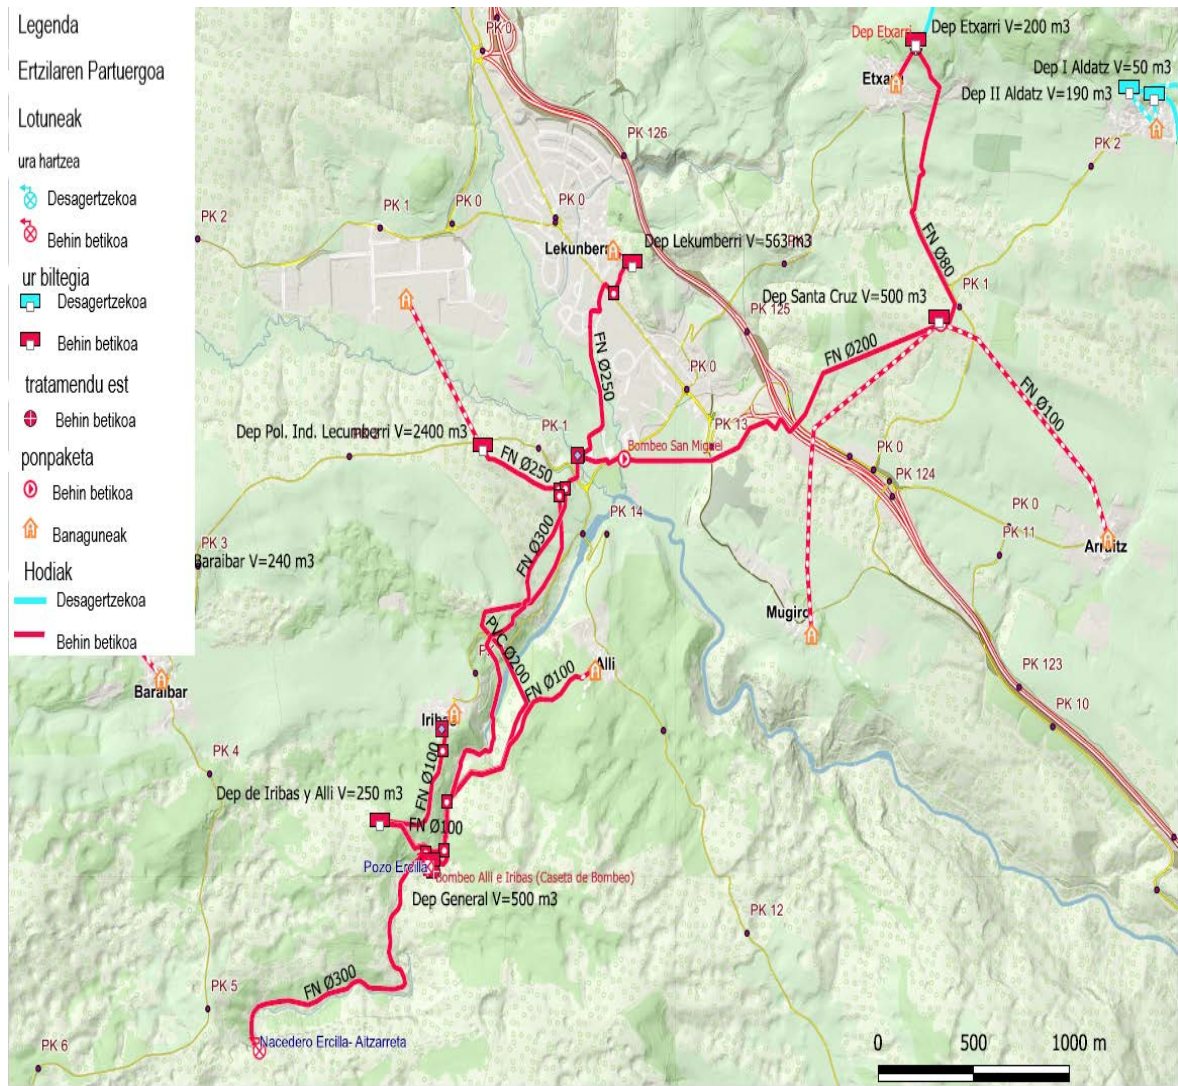 Legenda
Ertzilaren Partuergoa
Lotuneak
ura hartzea
Desagertzekoa
Behin betikoa
ur biltegia
Desagertzekoa
Behin betikoa
tratamendu est
Behin betikoa
ponpaketa
Behin betikoa
Banaguneak
Hodiak
Desagertzekoa
Behin betikoa
PK 0
Dep Etxarri
Dep Etxarri V=200 m3
Etxarri
Dep I Aldatz V=50 m3
Dep II Aldatz V=190 m3
PK 126
PK 2
PK 2
PK 1
PK 0
PK 0
Lekunberri
Dep Lekumberri V=563 m3
FN Ø80
PK 1
Dep Santa Cruz V=500 m3
PK 125
FN Ø200
FN Ø250
FN Ø100
PK 0
Dep Pol. Ind. Lecumberri V=2400 m3
PK 1
PK 13
Bombeo San Miguel
FN Ø250
PK 0
PK 124
PK 0
PK 14
PK 11
Arruitz
PK 3
FN Ø300
Baraibar V=240 m3
Mugiro
PVC Ø200
Alli
FN Ø100
PK 123
Baraibar
Iribas
PK 10
PK 4
FN Ø100
Dep de Iribas y Alli V=250 m3
FN Ø100
Pozo Ercilla
Bombeo Alli e Iribas (Caseta de Bombeo)
Dep General V=500 m3
PK 12
FN Ø300
PK 5
Nacedero Ercilla- Aitzarreta
PK 6
0 500 1000 m